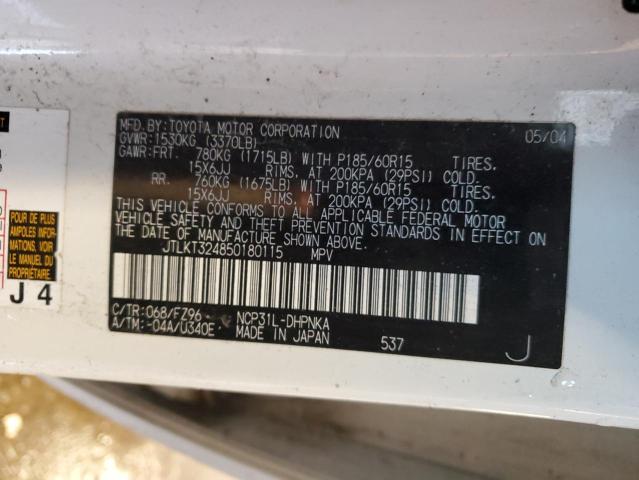 MFD.BY:TOYOTA MOTOR CORPORATION 05/04
GVWR:1530KG (3370LB)
GAWR:FRT. 780KG (1715LB) WITH P185/60R15 TIRES,
15X6JJ RIMS, AT 200KPA (29PSI) COLD.
RR. 760KG (1675LB) WITH P185/60R15 TIRES,
15X6JJ RIMS, AT 200KPA (29PSI) COLD.
THIS VEHICLE CONFORMS TO ALL APPLICABLE FEDERAL MOTOR
VEHICLE SAFETY AND THEFT PREVENTION STANDARDS IN EFFECT ON
THE DATE OF MANUFACTURE SHOWN ABOVE.
JTLKT324850180115 MPV
C/TR:068/FZ96 NCP31L-DHPNKA
A/TM:-04A/U340E MADE IN JAPAN 537 J
POUR PLUS
AMPOLES INFOR-
MATIONS, VOIR
MANUEL DU
PROPRIÉTAIRE
J 4